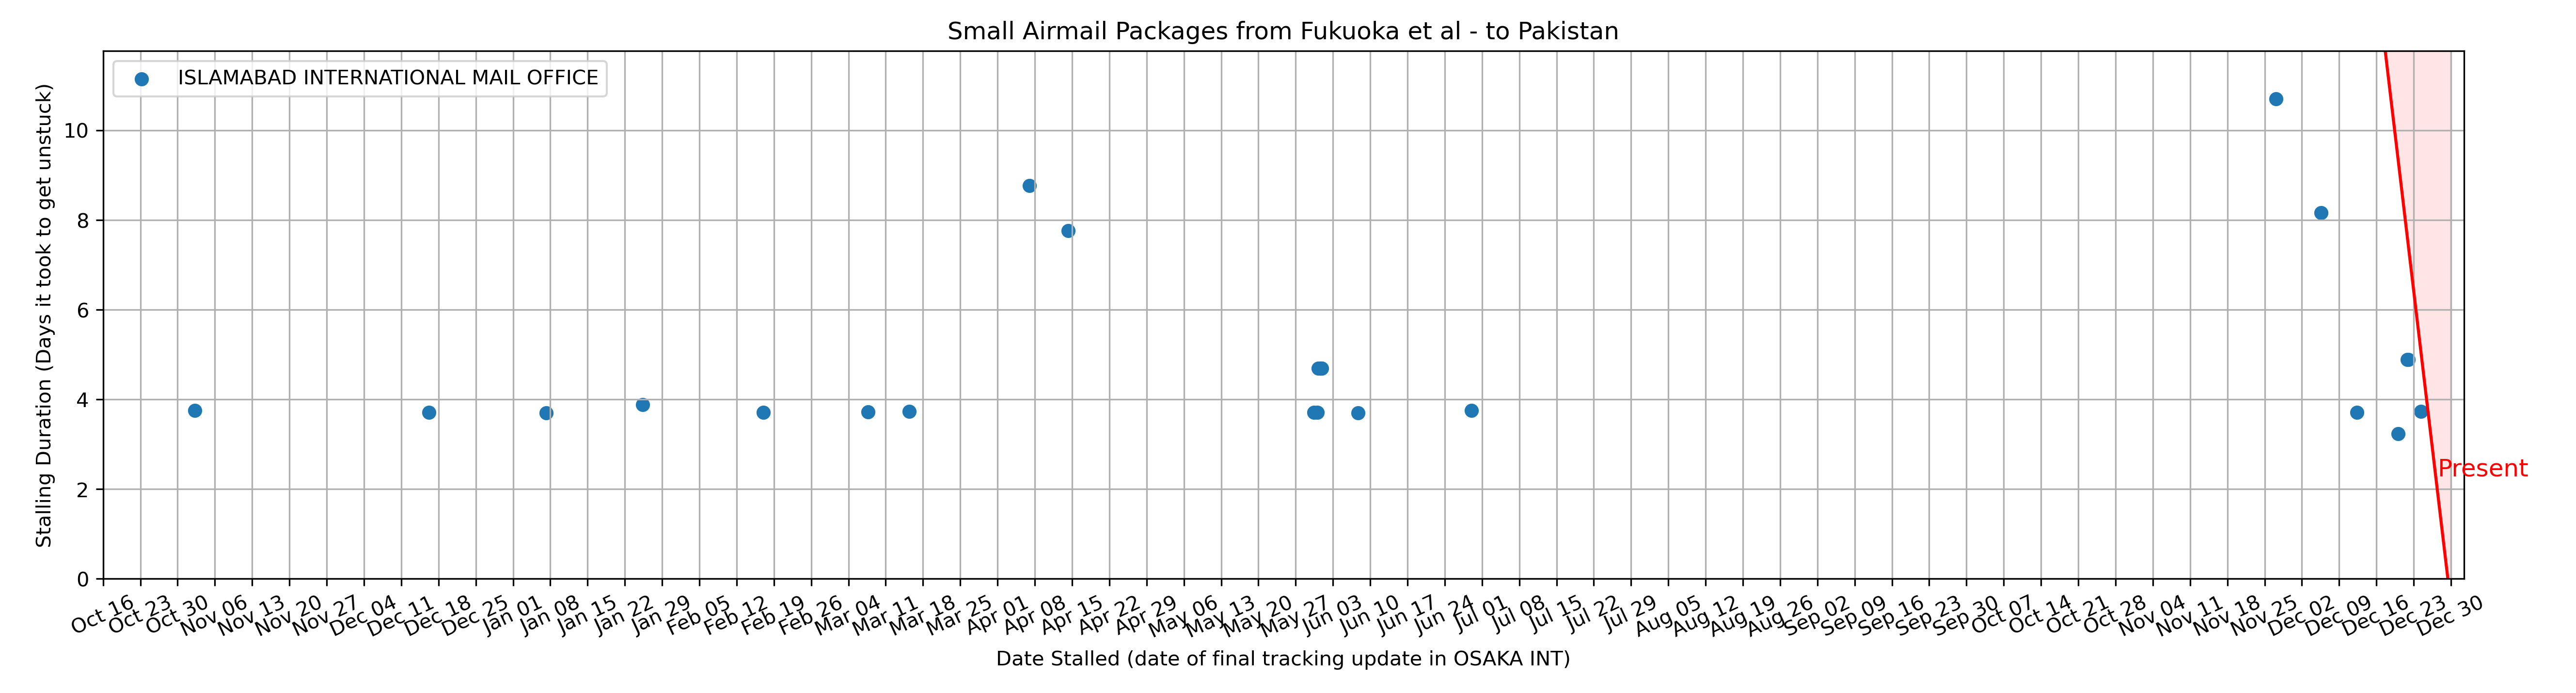 Small Airmail Packages from Fukuoka et al - to Pakistan
ISLAMABAD INTERNATIONAL MAIL OFFICE
Stalling Duration (Days it took to get unstuck)
10
8
6
4
2
0
Present
Oct 16
Oct 23
Oct 30
Nov 06
Nov 13
Nov 20
Nov 27
Dec 04
Dec 11
Dec 18
Dec 25
Jan 01
Jan 08
Jan 15
Jan 22
Jan 29
Feb 05
Feb 12
Feb 19
Feb 26
Mar 04
Mar 11
Mar 18
Mar 25
Apr 01
Apr 08
Apr 15
Apr 22
Apr 29
May 06
May 13
May 20
May 27
Jun 03
Jun 10
Jun 17
Jun 24
Jul 01
Jul 08
Jul 15
Jul 22
Jul 29
Aug 05
Aug 12
Aug 19
Aug 26
Sep 02
Sep 09
Sep 16
Sep 23
Sep 30
Oct 07
Oct 14
Oct 21
Oct 28
Nov 04
Nov 11
Nov 18
Nov 25
Dec 02
Dec 09
Dec 16
Dec 23
Dec 30
Date Stalled (date of final tracking update in OSAKA INT)